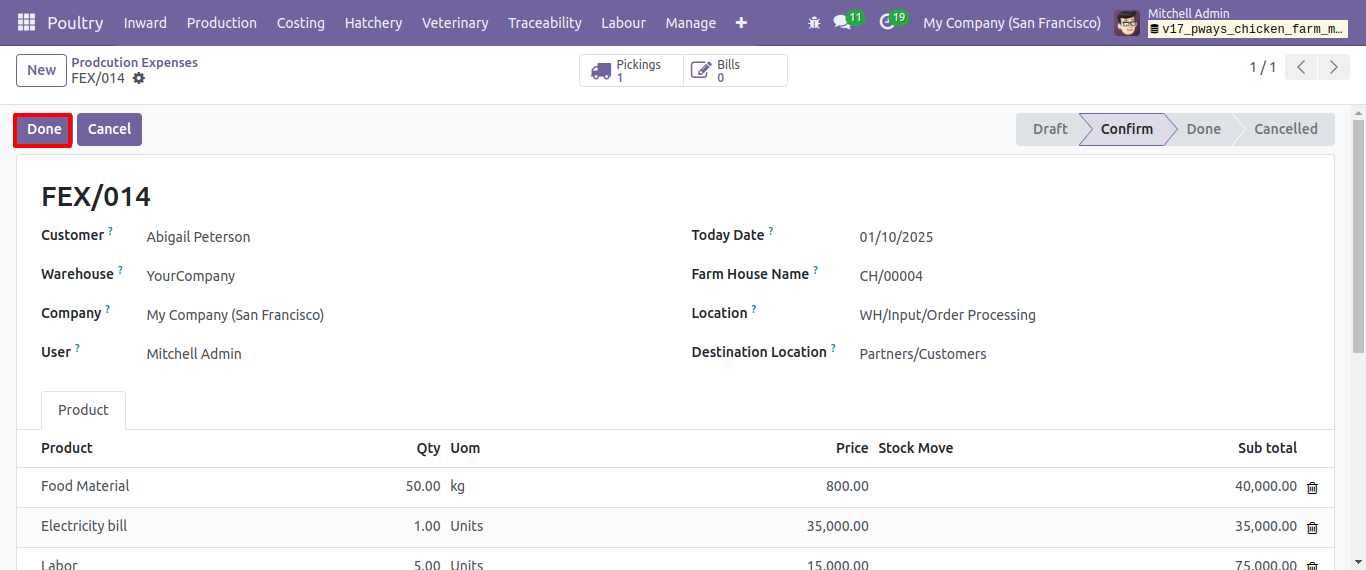 Poultry Inward Production Costing Hatchery Veterinary Traceability Labour Manage 11 19 My Company (San Francisco) Mitchell Admin
v17_pways_chicken_farm_m…
New Prodcution Expenses Pickings Bills
FEX/014 1 0 1 / 1
Done Cancel Draft Confirm Done Cancelled
FEX/014
Customer ? Abigail Peterson Today Date ? 01/10/2025
Warehouse ? YourCompany Farm House Name ? CH/00004
Company ? My Company (San Francisco) Location ? WH/Input/Order Processing
User ? Mitchell Admin Destination Location ? Partners/Customers
Product
Product Qty Uom Price Stock Move Sub total
Food Material 50.00 kg 800.00 40,000.00
Electricity bill 1.00 Units 35,000.00 35,000.00
Labor 5.00 Units 15,000.00 75,000.00